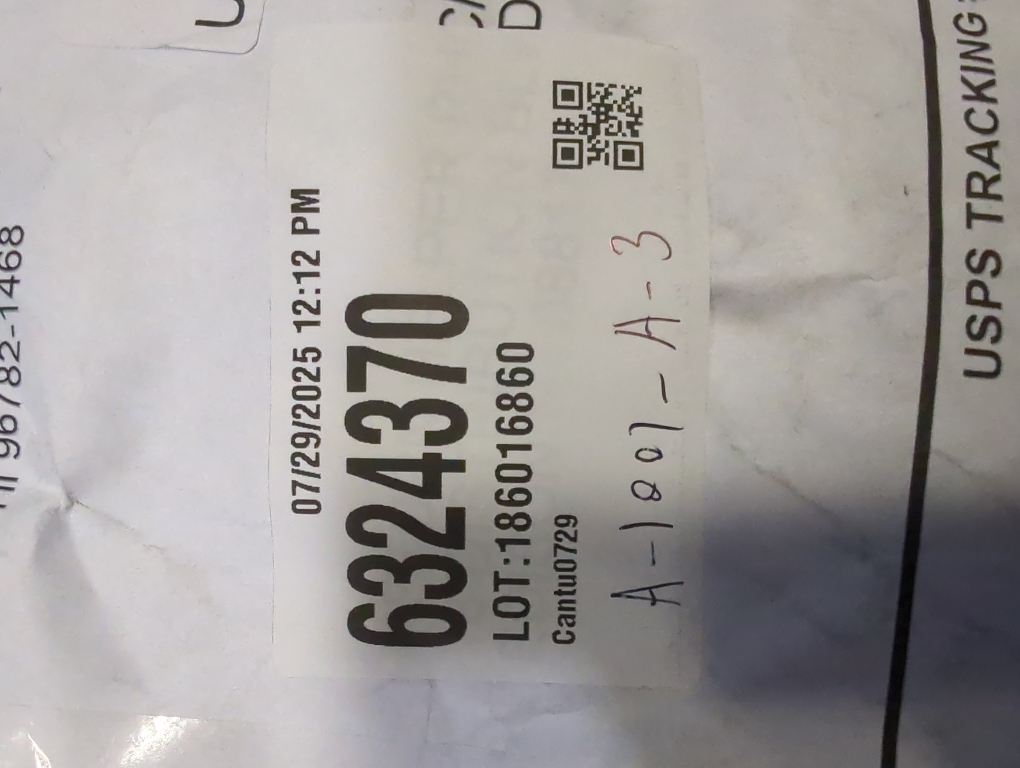 96782-1468
07/29/2025 12:12 PM
6324370
LOT:186016860
Cantu0729
A-1001-A-3
USPS TRACKING